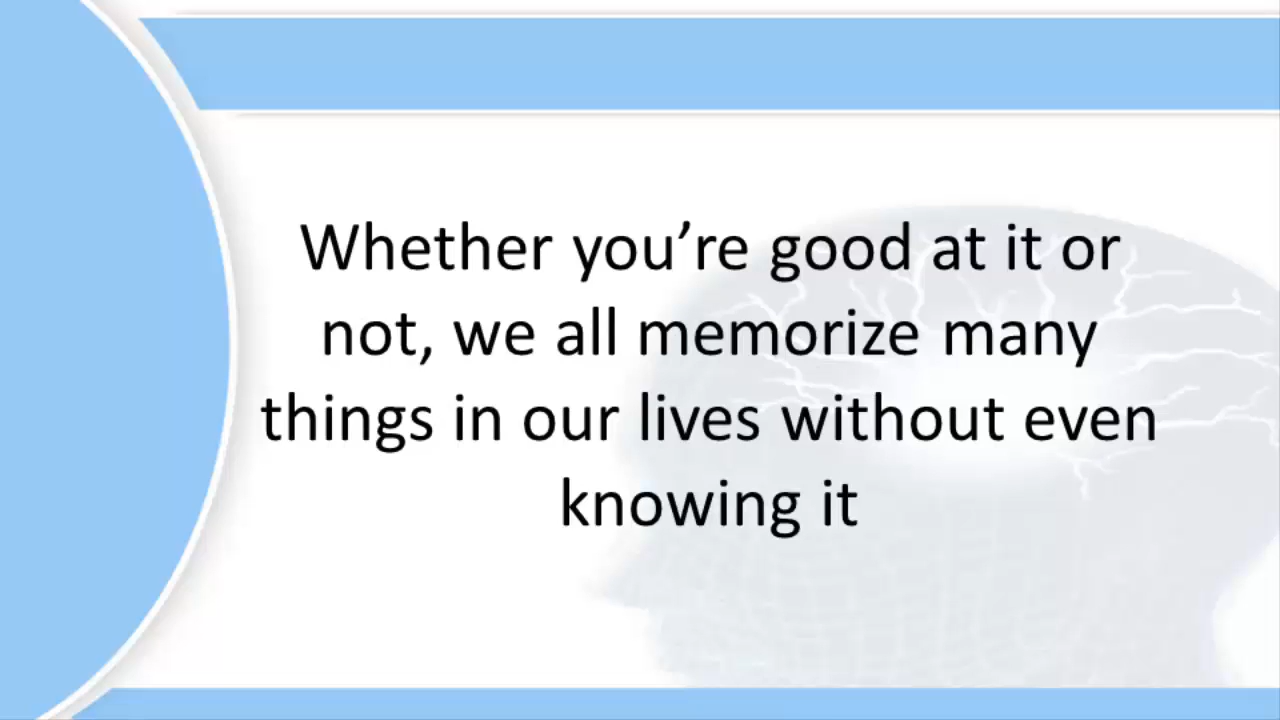 Whether you’re good at it or
not, we all memorize many
things in our lives without even
knowing it